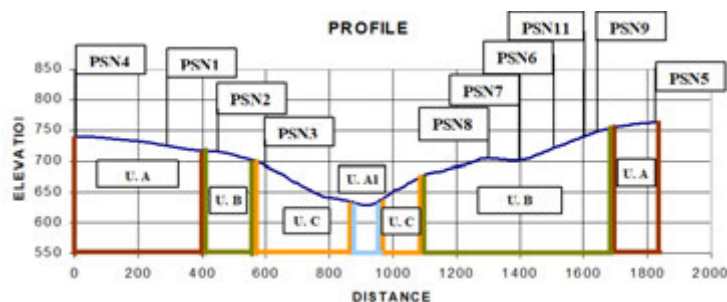 PROFILE
PSN11
PSN9
PSN4
PSN1
PSN6
PSN2
PSN7
PSN5
PSN3
PSN8
ELEVATIOI
850
800
750
700
650
600
550
U. A
U. B
U. C
U. A1
U. C
U. B
U. A
0
200
400
600
800
1000
1200
1400
1600
1800
2000
DISTANCE